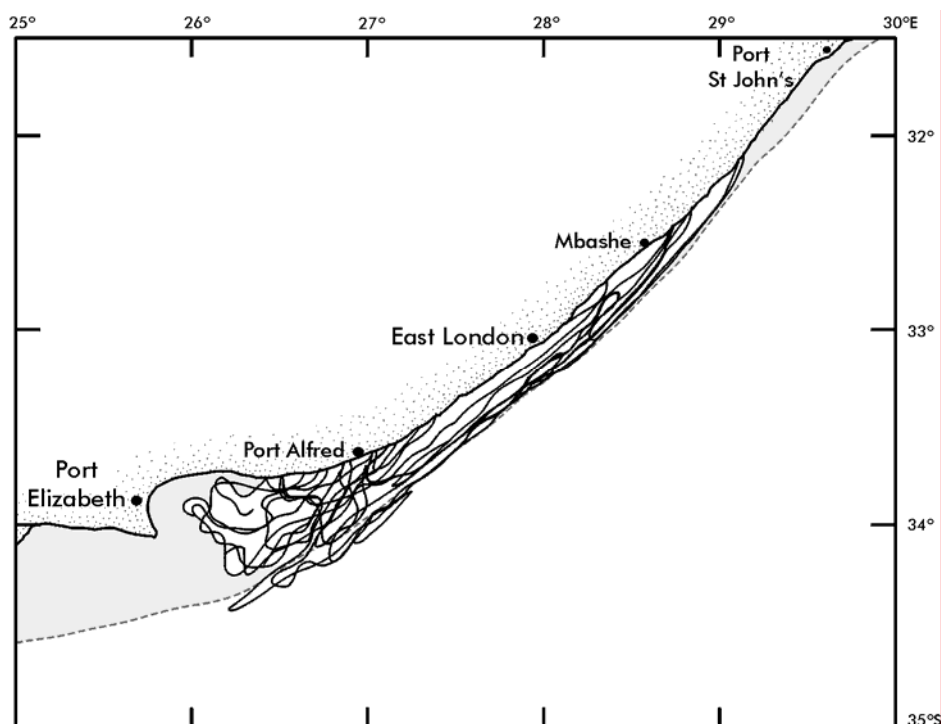 25°
26°
27°
28°
29°
30°E
Port
St John's
32°
Mbashe
East London
33°
Port Alfred
Port
Elizabeth
34°
35°S